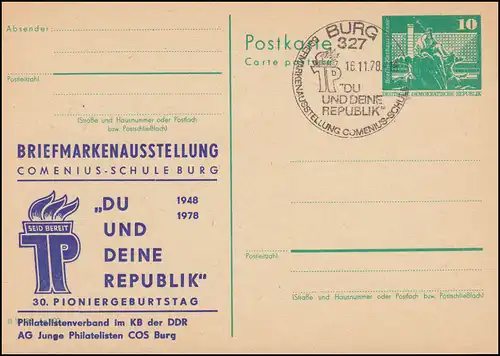 Absender
Postleitzahl
(Straße und Hausnummer oder Postfach
bzw. Postschließfach)
BRIEFMARKENAUSSTELLUNG
COMENIUS-SCHULE BURG
SEID BEREIT
JP
„DU
UND
DEINE
REPUBLIK“
1948
1978
30. PIONIERGEBURTSTAG
Philatelistenverband im KB der DDR
AG Junge Philatelisten COS Burg
Postkarte
Carte postale
BURG
327
16.11.78
„DU
UND DEINE
REPUBLIK“
BRIEFMARKENAUSSTELLUNG COMENIUS-SCHULE
10
DEUTSCHE DEMOKRATISCHE REPUBLIK
Postleitzahl
(Straße und Hausnummer oder Postfach bzw. Postschließfach)